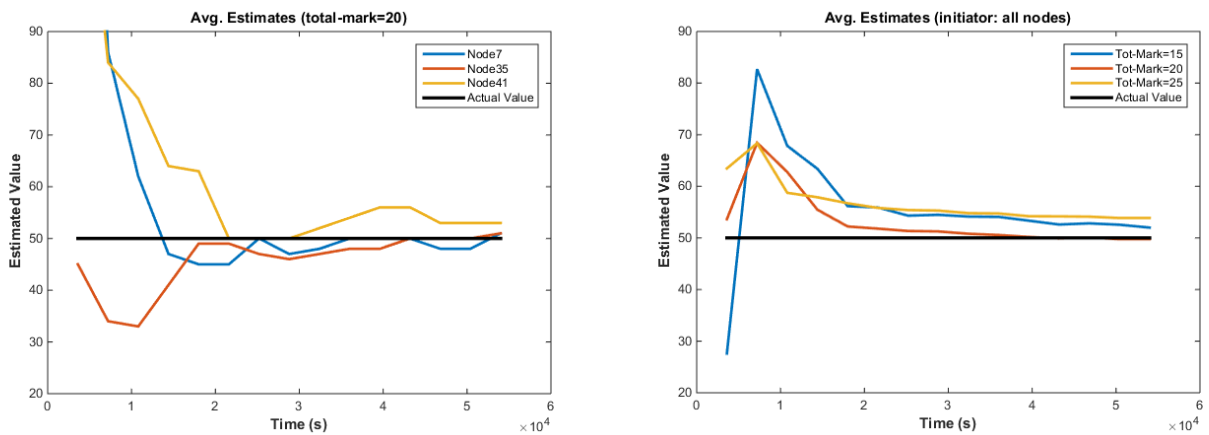 Avg. Estimates (total-mark=20)
Estimated Value
90
80
70
60
50
40
30
20
Node7
Node35
Node41
Actual Value
0
1
2
3
4
5
6
Time (s)
×10⁴
Avg. Estimates (initiator: all nodes)
Estimated Value
90
80
70
60
50
40
30
20
Tot-Mark=15
Tot-Mark=20
Tot-Mark=25
Actual Value
0
1
2
3
4
5
6
Time (s)
×10⁴